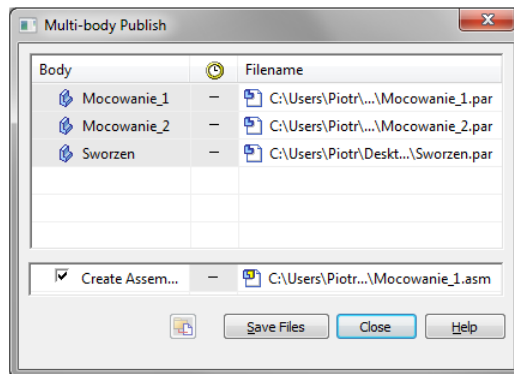 Multi-body Publish
Body Filename
Mocowanie_1 – C:\Users\Piotr\...\Mocowanie_1.par
Mocowanie_2 – C:\Users\Piotr\...\Mocowanie_2.par
Sworzen – C:\Users\Piotr\Deskt...\Sworzen.par
Create Assem... – C:\Users\Piotr...\Mocowanie_1.asm
Save Files Close Help